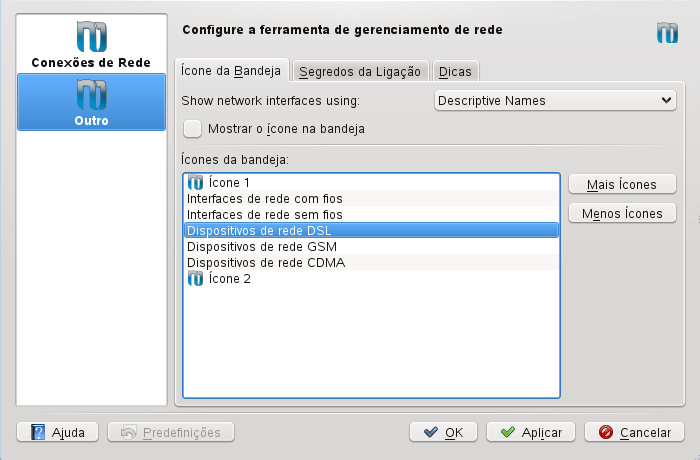 Configure a ferramenta de gerenciamento de rede
Conexões de Rede
Outro
Ícone da Bandeja
Segredos da Ligação
Dicas
Show network interfaces using:
Descriptive Names
Mostrar o ícone na bandeja
Ícones da bandeja:
Ícone 1
Interfaces de rede com fios
Interfaces de rede sem fios
Dispositivos de rede DSL
Dispositivos de rede GSM
Dispositivos de rede CDMA
Ícone 2
Mais Ícones
Menos Ícones
Ajuda
Predefinições
OK
Aplicar
Cancelar